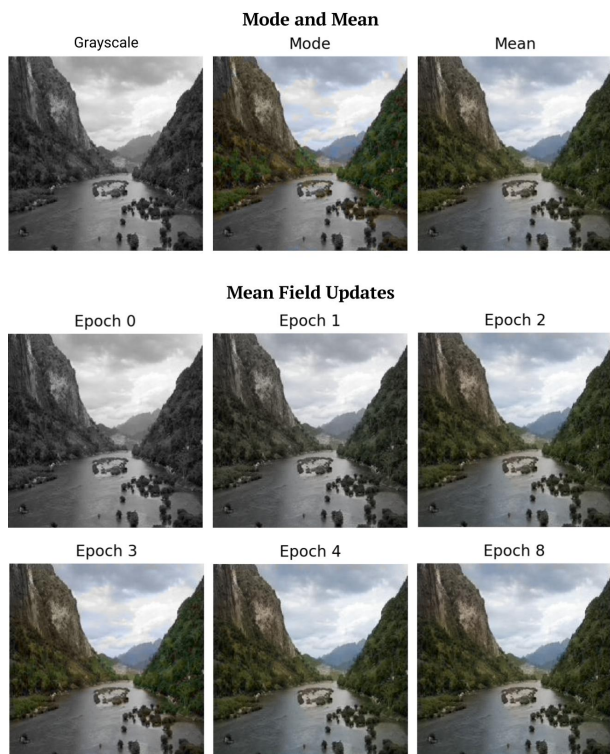 Mode and Mean
Grayscale Mode Mean
Mean Field Updates
Epoch 0 Epoch 1 Epoch 2
Epoch 3 Epoch 4 Epoch 8